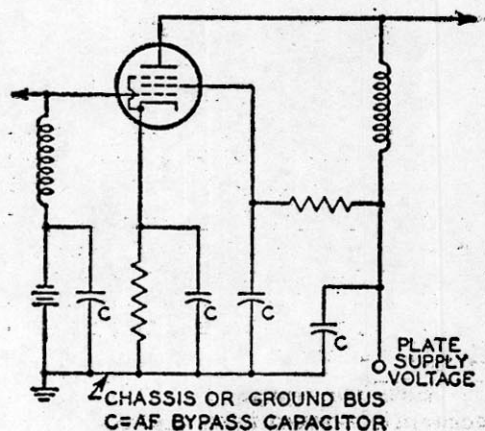 C
C
C
C
PLATE
SUPPLY
VOLTAGE
CHASSIS OR GROUND BUS
C=AF BYPASS CAPACITOR